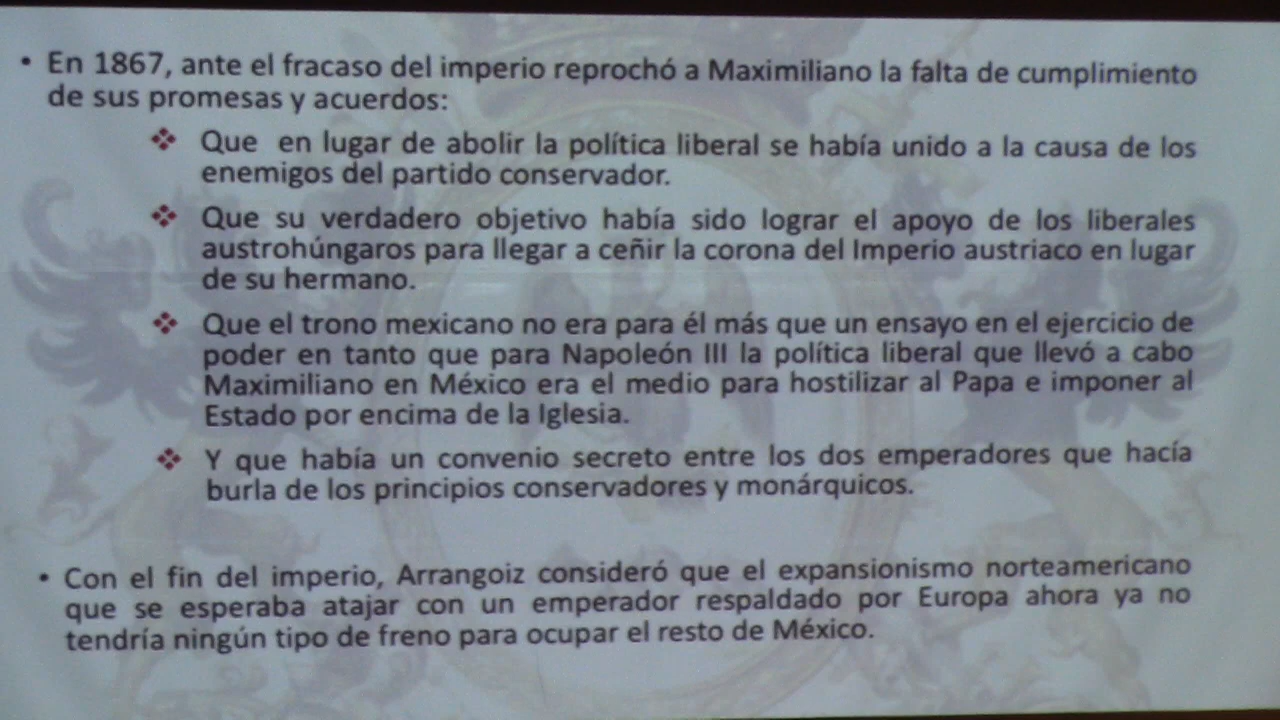 • En 1867, ante el fracaso del imperio reprochó a Maximiliano la falta de cumplimiento
de sus promesas y acuerdos:
❖ Que en lugar de abolir la política liberal se había unido a la causa de los
enemigos del partido conservador.
❖ Que su verdadero objetivo había sido lograr el apoyo de los liberales
austrohúngaros para llegar a ceñir la corona del Imperio austriaco en lugar
de su hermano.
❖ Que el trono mexicano no era para él más que un ensayo en el ejercicio de
poder en tanto que para Napoleón III la política liberal que llevó a cabo
Maximiliano en México era el medio para hostilizar al Papa e imponer al
Estado por encima de la Iglesia.
❖ Y que había un convenio secreto entre los dos emperadores que hacía
burla de los principios conservadores y monárquicos.
• Con el fin del imperio, Arrangoiz consideró que el expansionismo norteamericano
que se esperaba atajar con un emperador respaldado por Europa ahora ya no
tendría ningún tipo de freno para ocupar el resto de México.